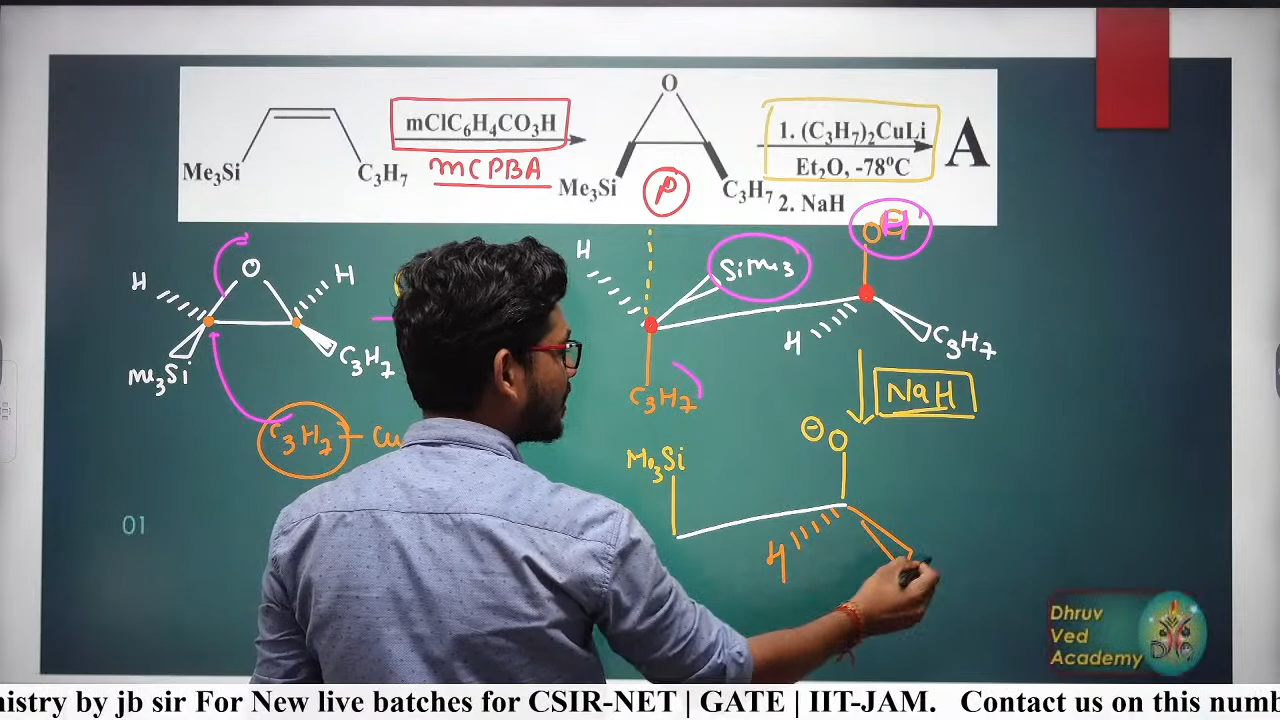 O
mClC6H4CO3H
1. (C3H7)2CuLi
A
Me3Si
C3H7
mCPBA
Et2O, -78⁰C
Me3Si
C3H7
2. NaH
P
H
O
H
H
SiMe3
OH
Me3Si
C3H7
H
C3H7
C3H7
NaH
C3H7 - Cu
⊖O
Me3Si
H
01
Dhruv
Ved
Academy
nistry by jb sir For New live batches for CSIR-NET | GATE | IIT-JAM. Contact us on this numb